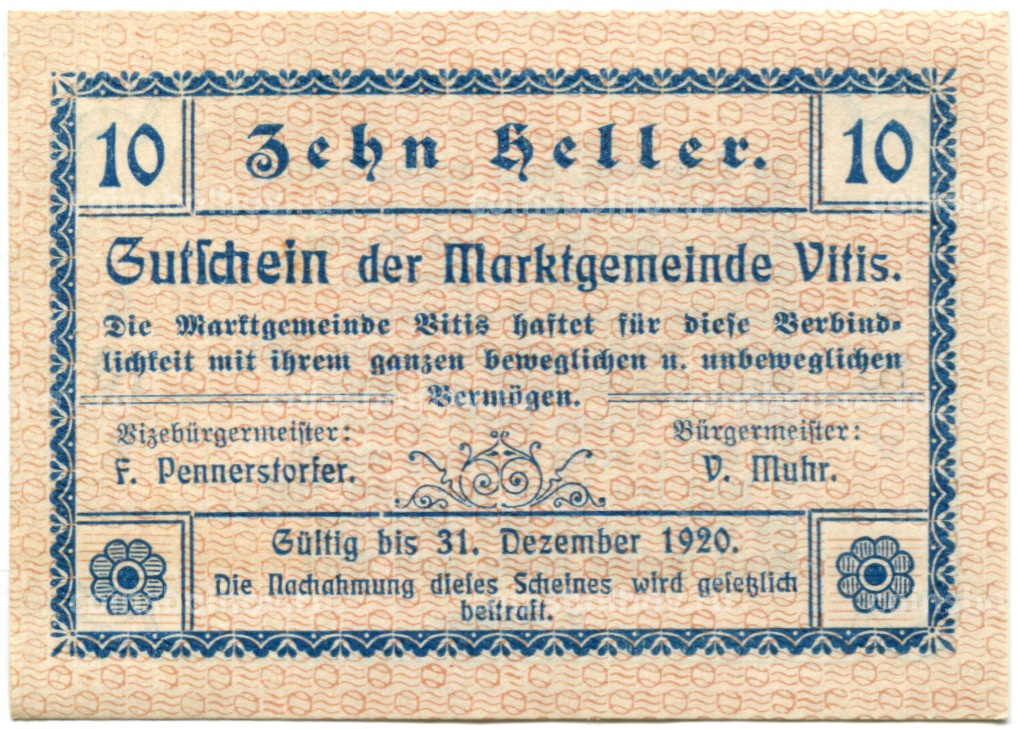 10 Zehn Heller. 10
Gutschein der Marktgemeinde Vitis.
Die Marktgemeinde Vitis haftet für diese Verbind-
lichkeit mit ihrem ganzen beweglichen u. unbeweglichen
Vermögen.
Vizebürgermeister: Bürgermeister:
F. Pennerstorfer. V. Muhr.
Gültig bis 31. Dezember 1920.
Die Nachahmung dieses Scheines wird gesetzlich
bestraft.